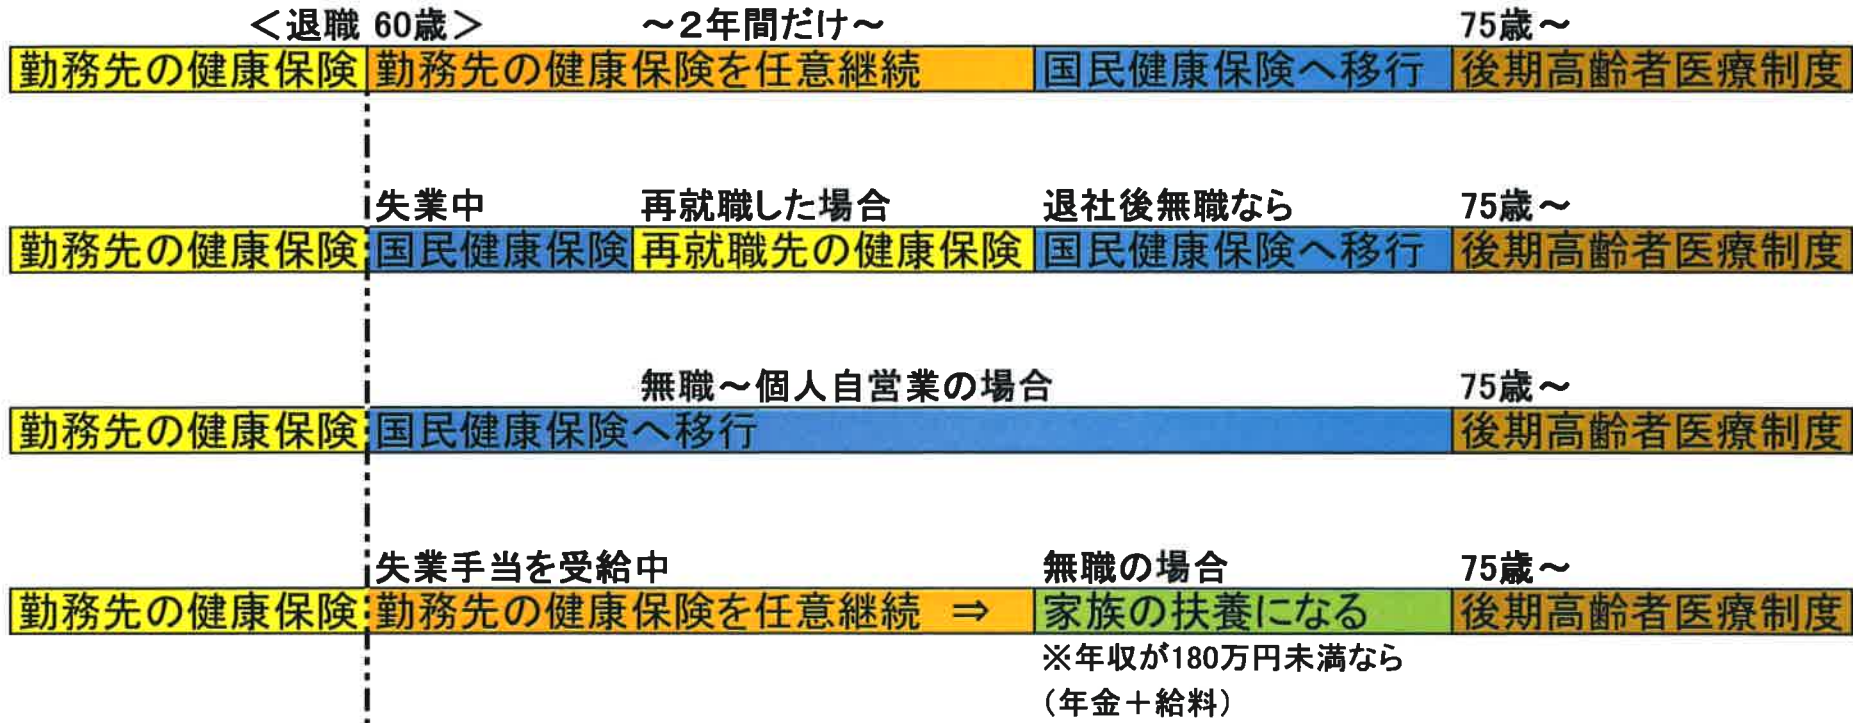 ＜退職 60歳＞ ～2年間だけ～ 75歳～
勤務先の健康保険 勤務先の健康保険を任意継続 国民健康保険へ移行 後期高齢者医療制度
失業中 再就職した場合 退社後無職なら 75歳～
勤務先の健康保険 国民健康保険 再就職先の健康保険 国民健康保険へ移行 後期高齢者医療制度
無職～個人自営業の場合 75歳～
勤務先の健康保険 国民健康保険へ移行 後期高齢者医療制度
失業手当を受給中 無職の場合 75歳～
勤務先の健康保険 勤務先の健康保険を任意継続 ⇒ 家族の扶養になる 後期高齢者医療制度
※年収が180万円未満なら
（年金＋給料）